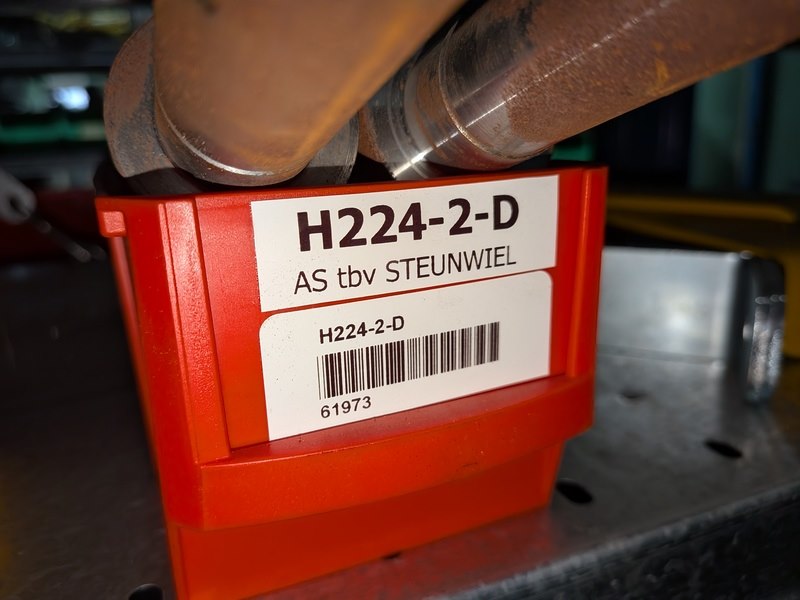 H224-2-D
AS tbv STEUNWIEL
H224-2-D
61973